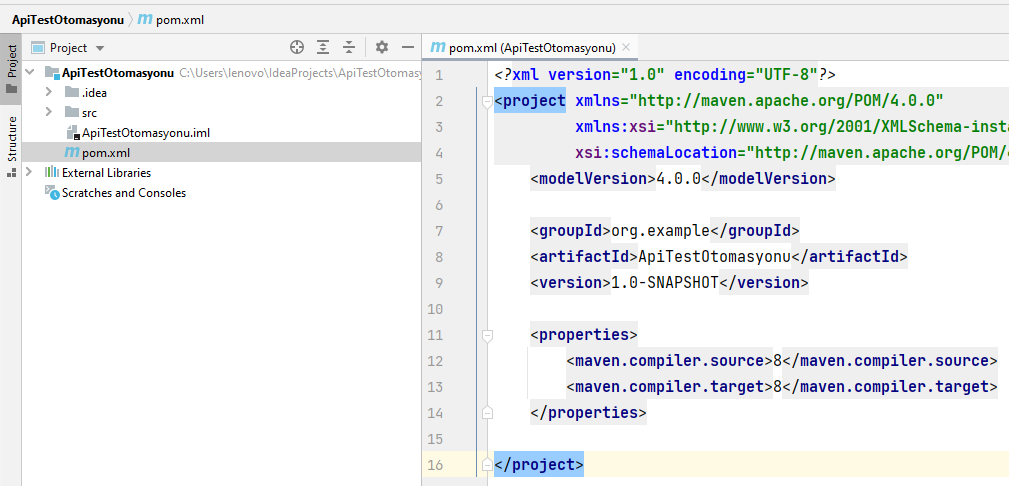 ApiTestOtomasyonu pom.xml
Project
Structure
Project
ApiTestOtomasyonu C:\Users\lenovo\IdeaProjects\ApiTestOtomasy
.idea
src
ApiTestOtomasyonu.iml
pom.xml
External Libraries
Scratches and Consoles
pom.xml (ApiTestOtomasyonu)
1 <?xml version="1.0" encoding="UTF-8"?>
2 <project xmlns="http://maven.apache.org/POM/4.0.0"
3 xmlns:xsi="http://www.w3.org/2001/XMLSchema-insta
4 xsi:schemaLocation="http://maven.apache.org/POM/4
5 <modelVersion>4.0.0</modelVersion>
6
7 <groupId>org.example</groupId>
8 <artifactId>ApiTestOtomasyonu</artifactId>
9 <version>1.0-SNAPSHOT</version>
10
11 <properties>
12 <maven.compiler.source>8</maven.compiler.source>
13 <maven.compiler.target>8</maven.compiler.target>
14 </properties>
15
16 </project>